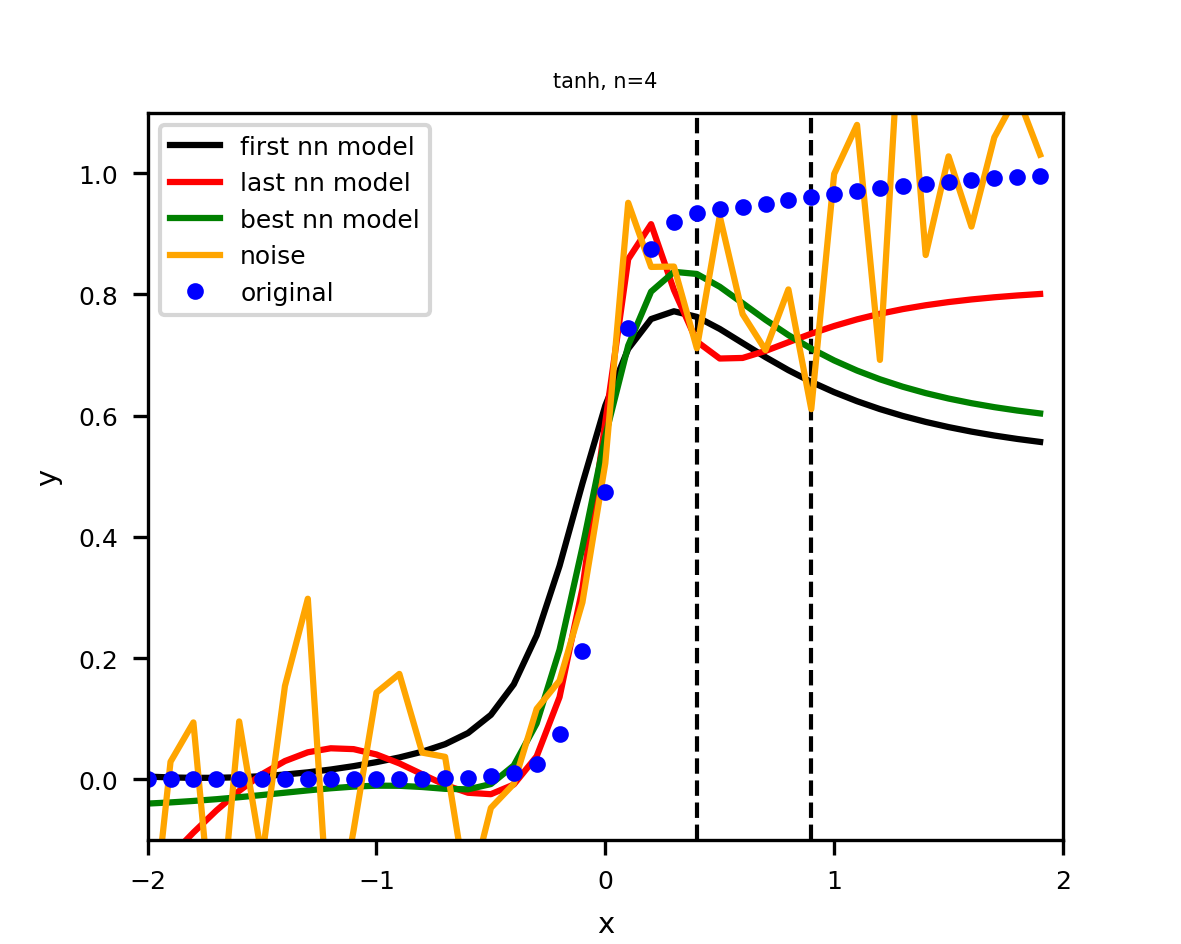 tanh, n=4
first nn model
last nn model
best nn model
noise
original
1.0
0.8
0.6
0.4
0.2
0.0
y
−2
−1
0
1
2
x